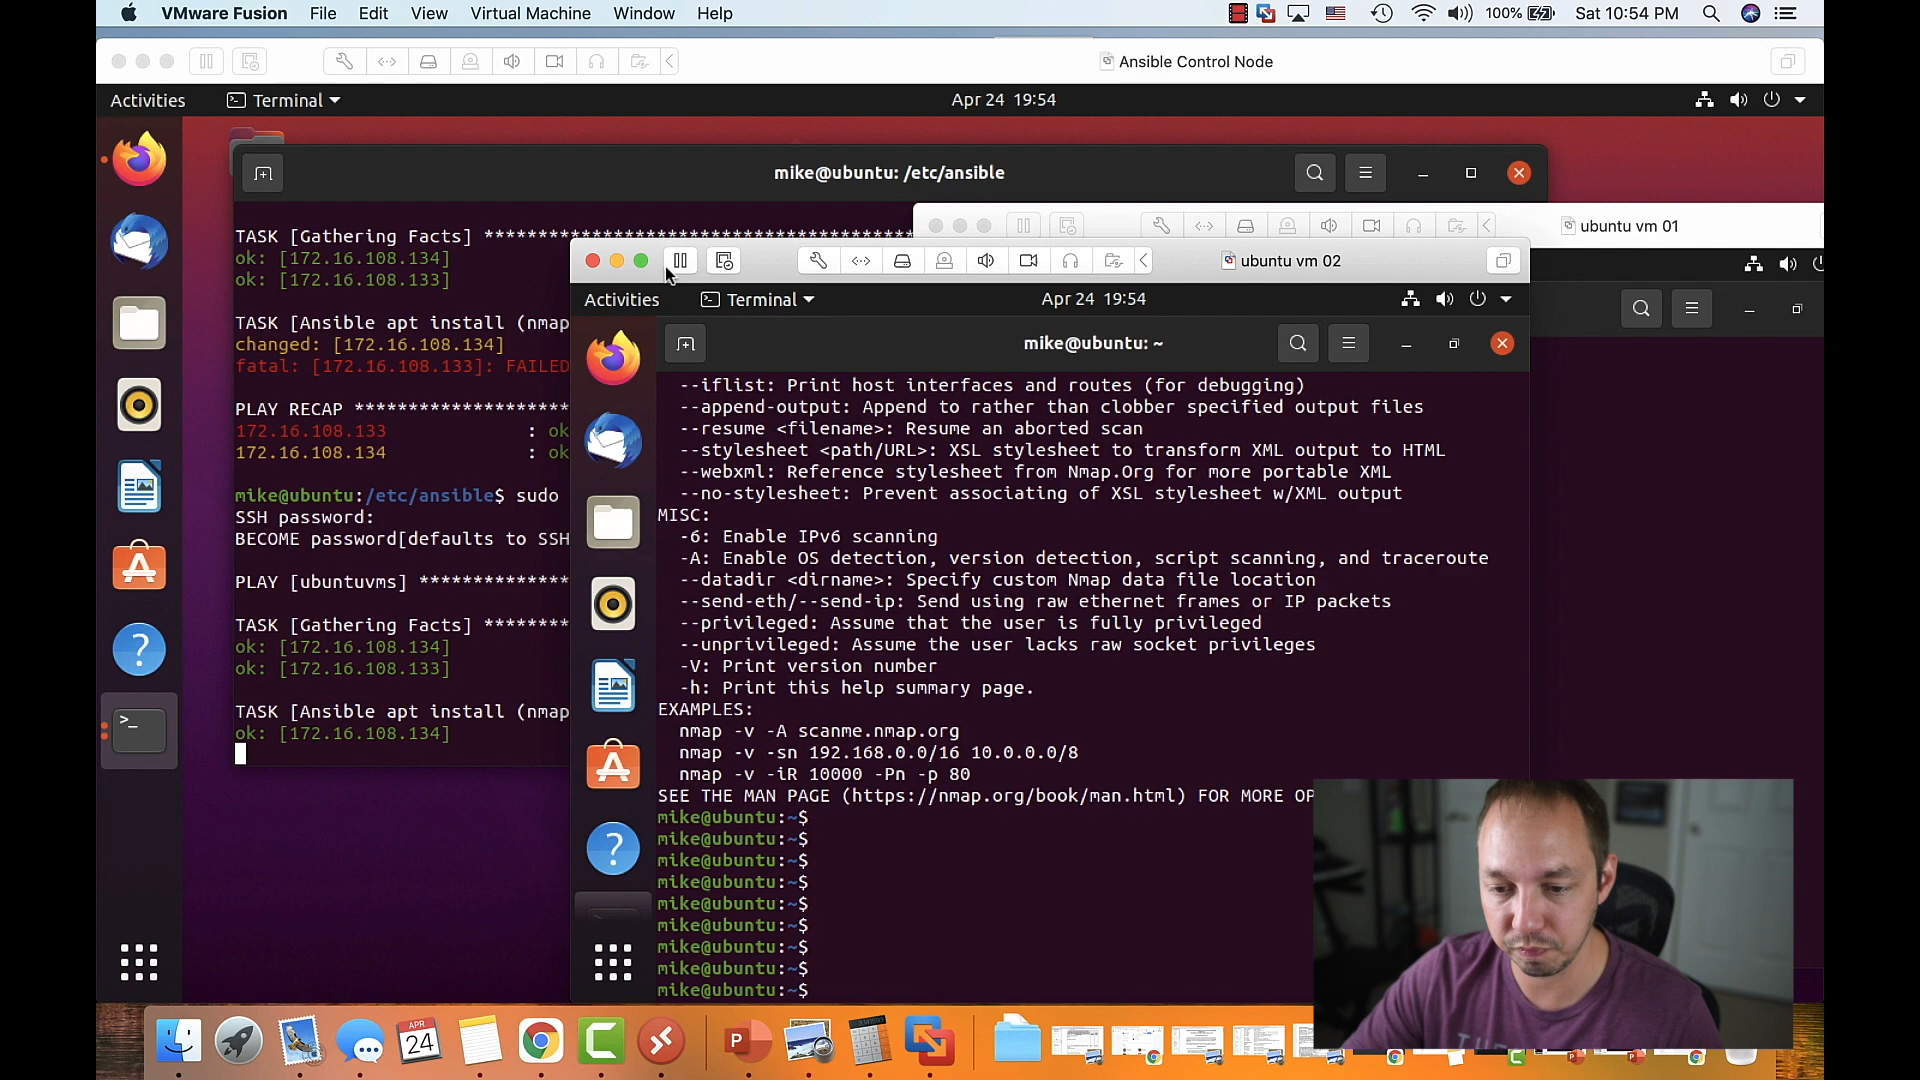 VMware Fusion File Edit View Virtual Machine Window Help 100% Sat 10:54 PM
Ansible Control Node
Activities Terminal Apr 24 19:54
mike@ubuntu: /etc/ansible
TASK [Gathering Facts] ****************************************
ok: [172.16.108.134]
ok: [172.16.108.133]
TASK [Ansible apt install (nmap
changed: [172.16.108.134]
fatal: [172.16.108.133]: FAILED
PLAY RECAP ********************
172.16.108.133 : ok
172.16.108.134 : ok
mike@ubuntu:/etc/ansible$ sudo
SSH password:
BECOME password[defaults to SSH
PLAY [ubuntuvms] **************
TASK [Gathering Facts] ********
ok: [172.16.108.134]
ok: [172.16.108.133]
TASK [Ansible apt install (nmap
ok: [172.16.108.134]
ubuntu vm 01
ubuntu vm 02
Activities Terminal Apr 24 19:54
mike@ubuntu: ~
--iflist: Print host interfaces and routes (for debugging)
--append-output: Append to rather than clobber specified output files
--resume <filename>: Resume an aborted scan
--stylesheet <path/URL>: XSL stylesheet to transform XML output to HTML
--webxml: Reference stylesheet from Nmap.Org for more portable XML
--no-stylesheet: Prevent associating of XSL stylesheet w/XML output
MISC:
-6: Enable IPv6 scanning
-A: Enable OS detection, version detection, script scanning, and traceroute
--datadir <dirname>: Specify custom Nmap data file location
--send-eth/--send-ip: Send using raw ethernet frames or IP packets
--privileged: Assume that the user is fully privileged
--unprivileged: Assume the user lacks raw socket privileges
-V: Print version number
-h: Print this help summary page.
EXAMPLES:
nmap -v -A scanme.nmap.org
nmap -v -sn 192.168.0.0/16 10.0.0.0/8
nmap -v -iR 10000 -Pn -p 80
SEE THE MAN PAGE (https://nmap.org/book/man.html) FOR MORE OP
mike@ubuntu:~$
mike@ubuntu:~$
mike@ubuntu:~$
mike@ubuntu:~$
mike@ubuntu:~$
mike@ubuntu:~$
mike@ubuntu:~$
mike@ubuntu:~$
mike@ubuntu:~$
APR
24